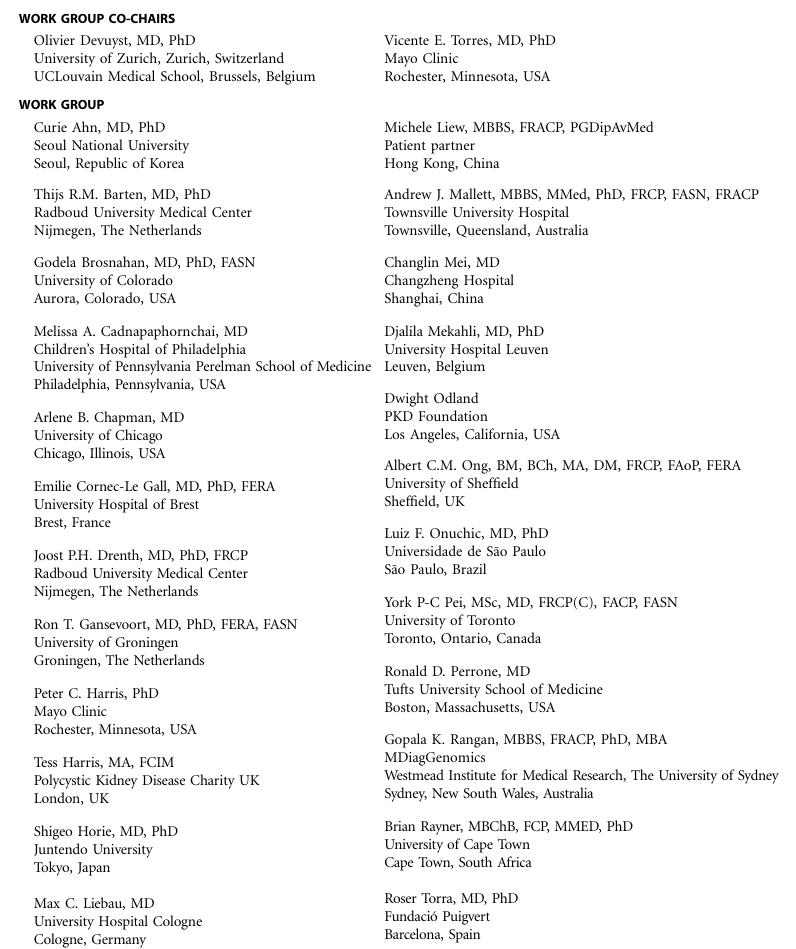 WORK GROUP CO-CHAIRS
Olivier Devuyst, MD, PhD
University of Zurich, Zurich, Switzerland
UCLouvain Medical School, Brussels, Belgium
Vicente E. Torres, MD, PhD
Mayo Clinic
Rochester, Minnesota, USA
WORK GROUP
Curie Ahn, MD, PhD
Seoul National University
Seoul, Republic of Korea
Thijs R.M. Barten, MD, PhD
Radboud University Medical Center
Nijmegen, The Netherlands
Godela Brosnahan, MD, PhD, FASN
University of Colorado
Aurora, Colorado, USA
Melissa A. Cadnapaphornchai, MD
Children's Hospital of Philadelphia
University of Pennsylvania Perelman School of Medicine
Philadelphia, Pennsylvania, USA
Arlene B. Chapman, MD
University of Chicago
Chicago, Illinois, USA
Emilie Cornec-Le Gall, MD, PhD, FERA
University Hospital of Brest
Brest, France
Joost P.H. Drenth, MD, PhD, FRCP
Radboud University Medical Center
Nijmegen, The Netherlands
Ron T. Gansevoort, MD, PhD, FERA, FASN
University of Groningen
Groningen, The Netherlands
Peter C. Harris, PhD
Mayo Clinic
Rochester, Minnesota, USA
Tess Harris, MA, FCIM
Polycystic Kidney Disease Charity UK
London, UK
Shigeo Horie, MD, PhD
Juntendo University
Tokyo, Japan
Max C. Liebau, MD
University Hospital Cologne
Cologne, Germany
Michele Liew, MBBS, FRACP, PGDipAvMed
Patient partner
Hong Kong, China
Andrew J. Mallett, MBBS, MMed, PhD, FRCP, FASN, FRACP
Townsville University Hospital
Townsville, Queensland, Australia
Changlin Mei, MD
Changzheng Hospital
Shanghai, China
Djalila Mekahli, MD, PhD
University Hospital Leuven
Leuven, Belgium
Dwight Odland
PKD Foundation
Los Angeles, California, USA
Albert C.M. Ong, BM, BCh, MA, DM, FRCP, FAoP, FERA
University of Sheffield
Sheffield, UK
Luiz F. Onuchic, MD, PhD
Universidade de São Paulo
São Paulo, Brazil
York P-C Pei, MSc, MD, FRCP(C), FACP, FASN
University of Toronto
Toronto, Ontario, Canada
Ronald D. Perrone, MD
Tufts University School of Medicine
Boston, Massachusetts, USA
Gopala K. Rangan, MBBS, FRACP, PhD, MBA
MDiagGenomics
Westmead Institute for Medical Research, The University of Sydney
Sydney, New South Wales, Australia
Brian Rayner, MBChB, FCP, MMED, PhD
University of Cape Town
Cape Town, South Africa
Roser Torra, MD, PhD
Fundació Puigvert
Barcelona, Spain